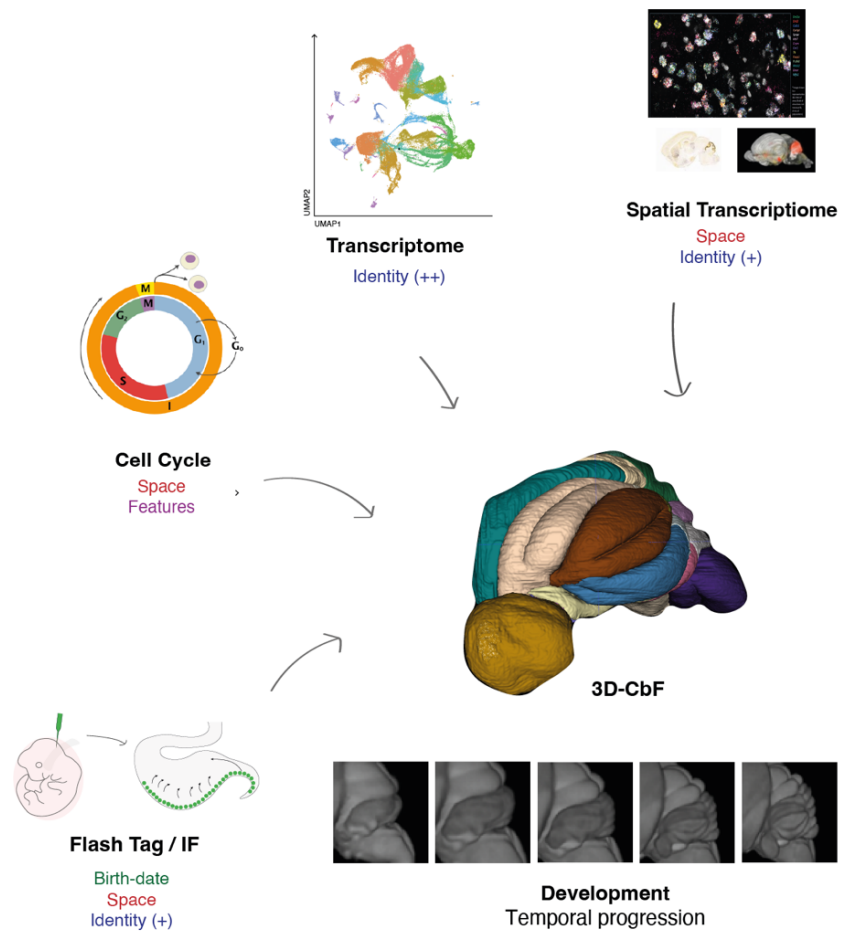 UMAP2
UMAP1
Transcriptome
Identity (++)
Spatial Transcriptiome
Space
Identity (+)
M
M
G₂
G₁
G₀
S
I
Cell Cycle
Space
Features
3D-CbF
Flash Tag / IF
Birth-date
Space
Identity (+)
Development
Temporal progression